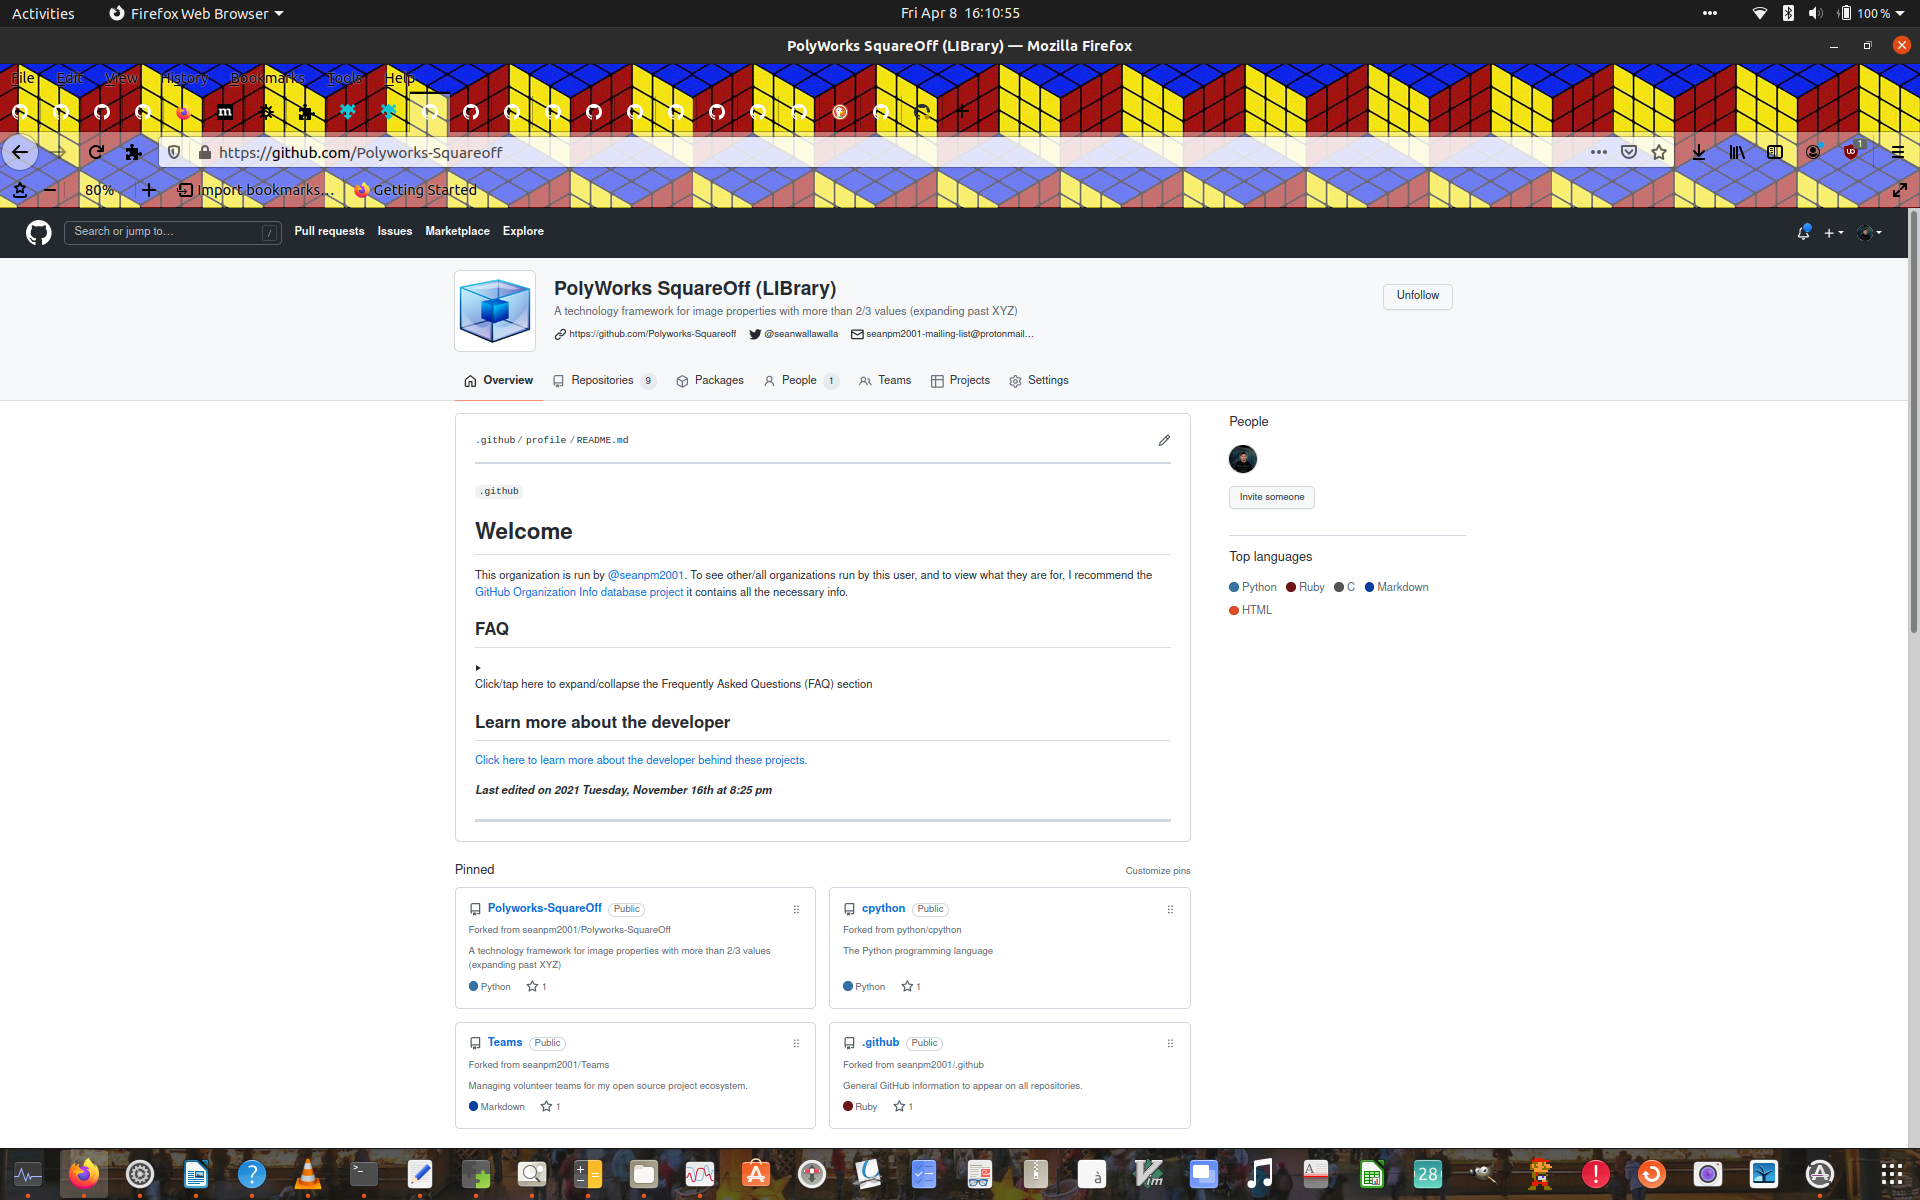 Activities Firefox Web Browser Fri Apr 8 16:10:55 100 %
PolyWorks SquareOff (LIBrary) — Mozilla Firefox
File Edit View History Bookmarks Tools Help
https://github.com/Polyworks-Squareoff 1
80% Import bookmarks... Getting Started
Search or jump to... / Pull requests Issues Marketplace Explore
PolyWorks SquareOff (LIBrary)
Unfollow
A technology framework for image properties with more than 2/3 values (expanding past XYZ)
https://github.com/Polyworks-Squareoff @seanwallawalla seanpm2001-mailing-list@protonmail...
Overview Repositories 9 Packages People 1 Teams Projects Settings
.github / profile / README.md
.github
Welcome
This organization is run by @seanpm2001. To see other/all organizations run by this user, and to view what they are for, I recommend the
GitHub Organization Info database project it contains all the necessary info.
FAQ
Click/tap here to expand/collapse the Frequently Asked Questions (FAQ) section
Learn more about the developer
Click here to learn more about the developer behind these projects.
Last edited on 2021 Tuesday, November 16th at 8:25 pm
People
Invite someone
Top languages
Python Ruby C Markdown
HTML
Pinned
Customize pins
Polyworks-SquareOff Public
Forked from seanpm2001/Polyworks-SquareOff
A technology framework for image properties with more than 2/3 values
(expanding past XYZ)
Python 1
cpython Public
Forked from python/cpython
The Python programming language
Python 1
Teams Public
Forked from seanpm2001/Teams
Managing volunteer teams for my open source project ecosystem.
Markdown 1
.github Public
Forked from seanpm2001/.github
General GitHub information to appear on all repositories.
Ruby 1
28